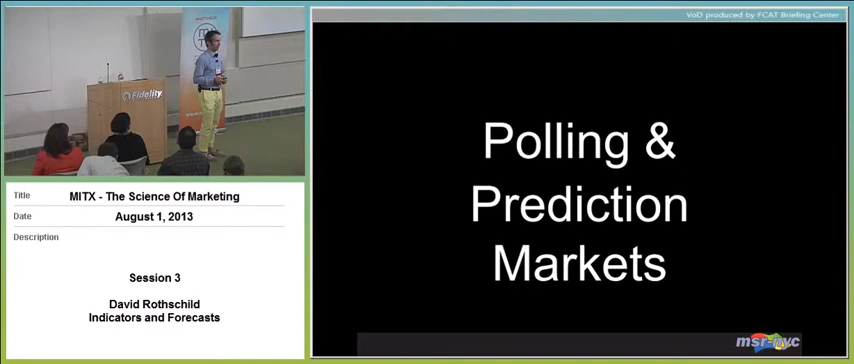 VoD produced by FCAT Briefing Center
Fidelity
Title MITX - The Science Of Marketing
Date August 1, 2013
Description
Session 3
David Rothschild
Indicators and Forecasts
Polling &
Prediction
Markets
msr-nyc